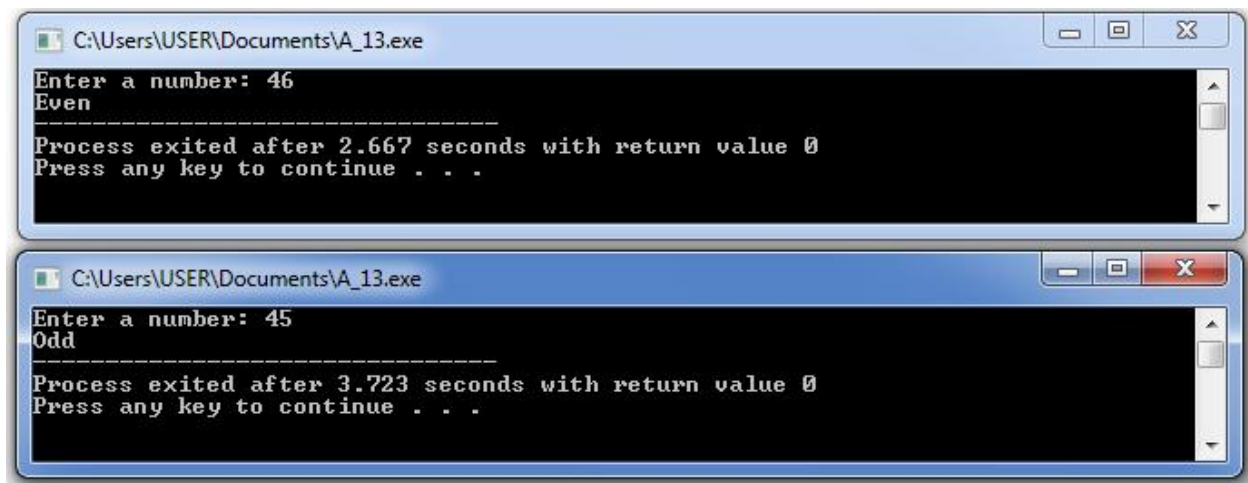 C:\Users\USER\Documents\A_13.exe
Enter a number: 46
Even
--------------------------------
Process exited after 2.667 seconds with return value 0
Press any key to continue . . .
C:\Users\USER\Documents\A_13.exe
Enter a number: 45
Odd
--------------------------------
Process exited after 3.723 seconds with return value 0
Press any key to continue . . .